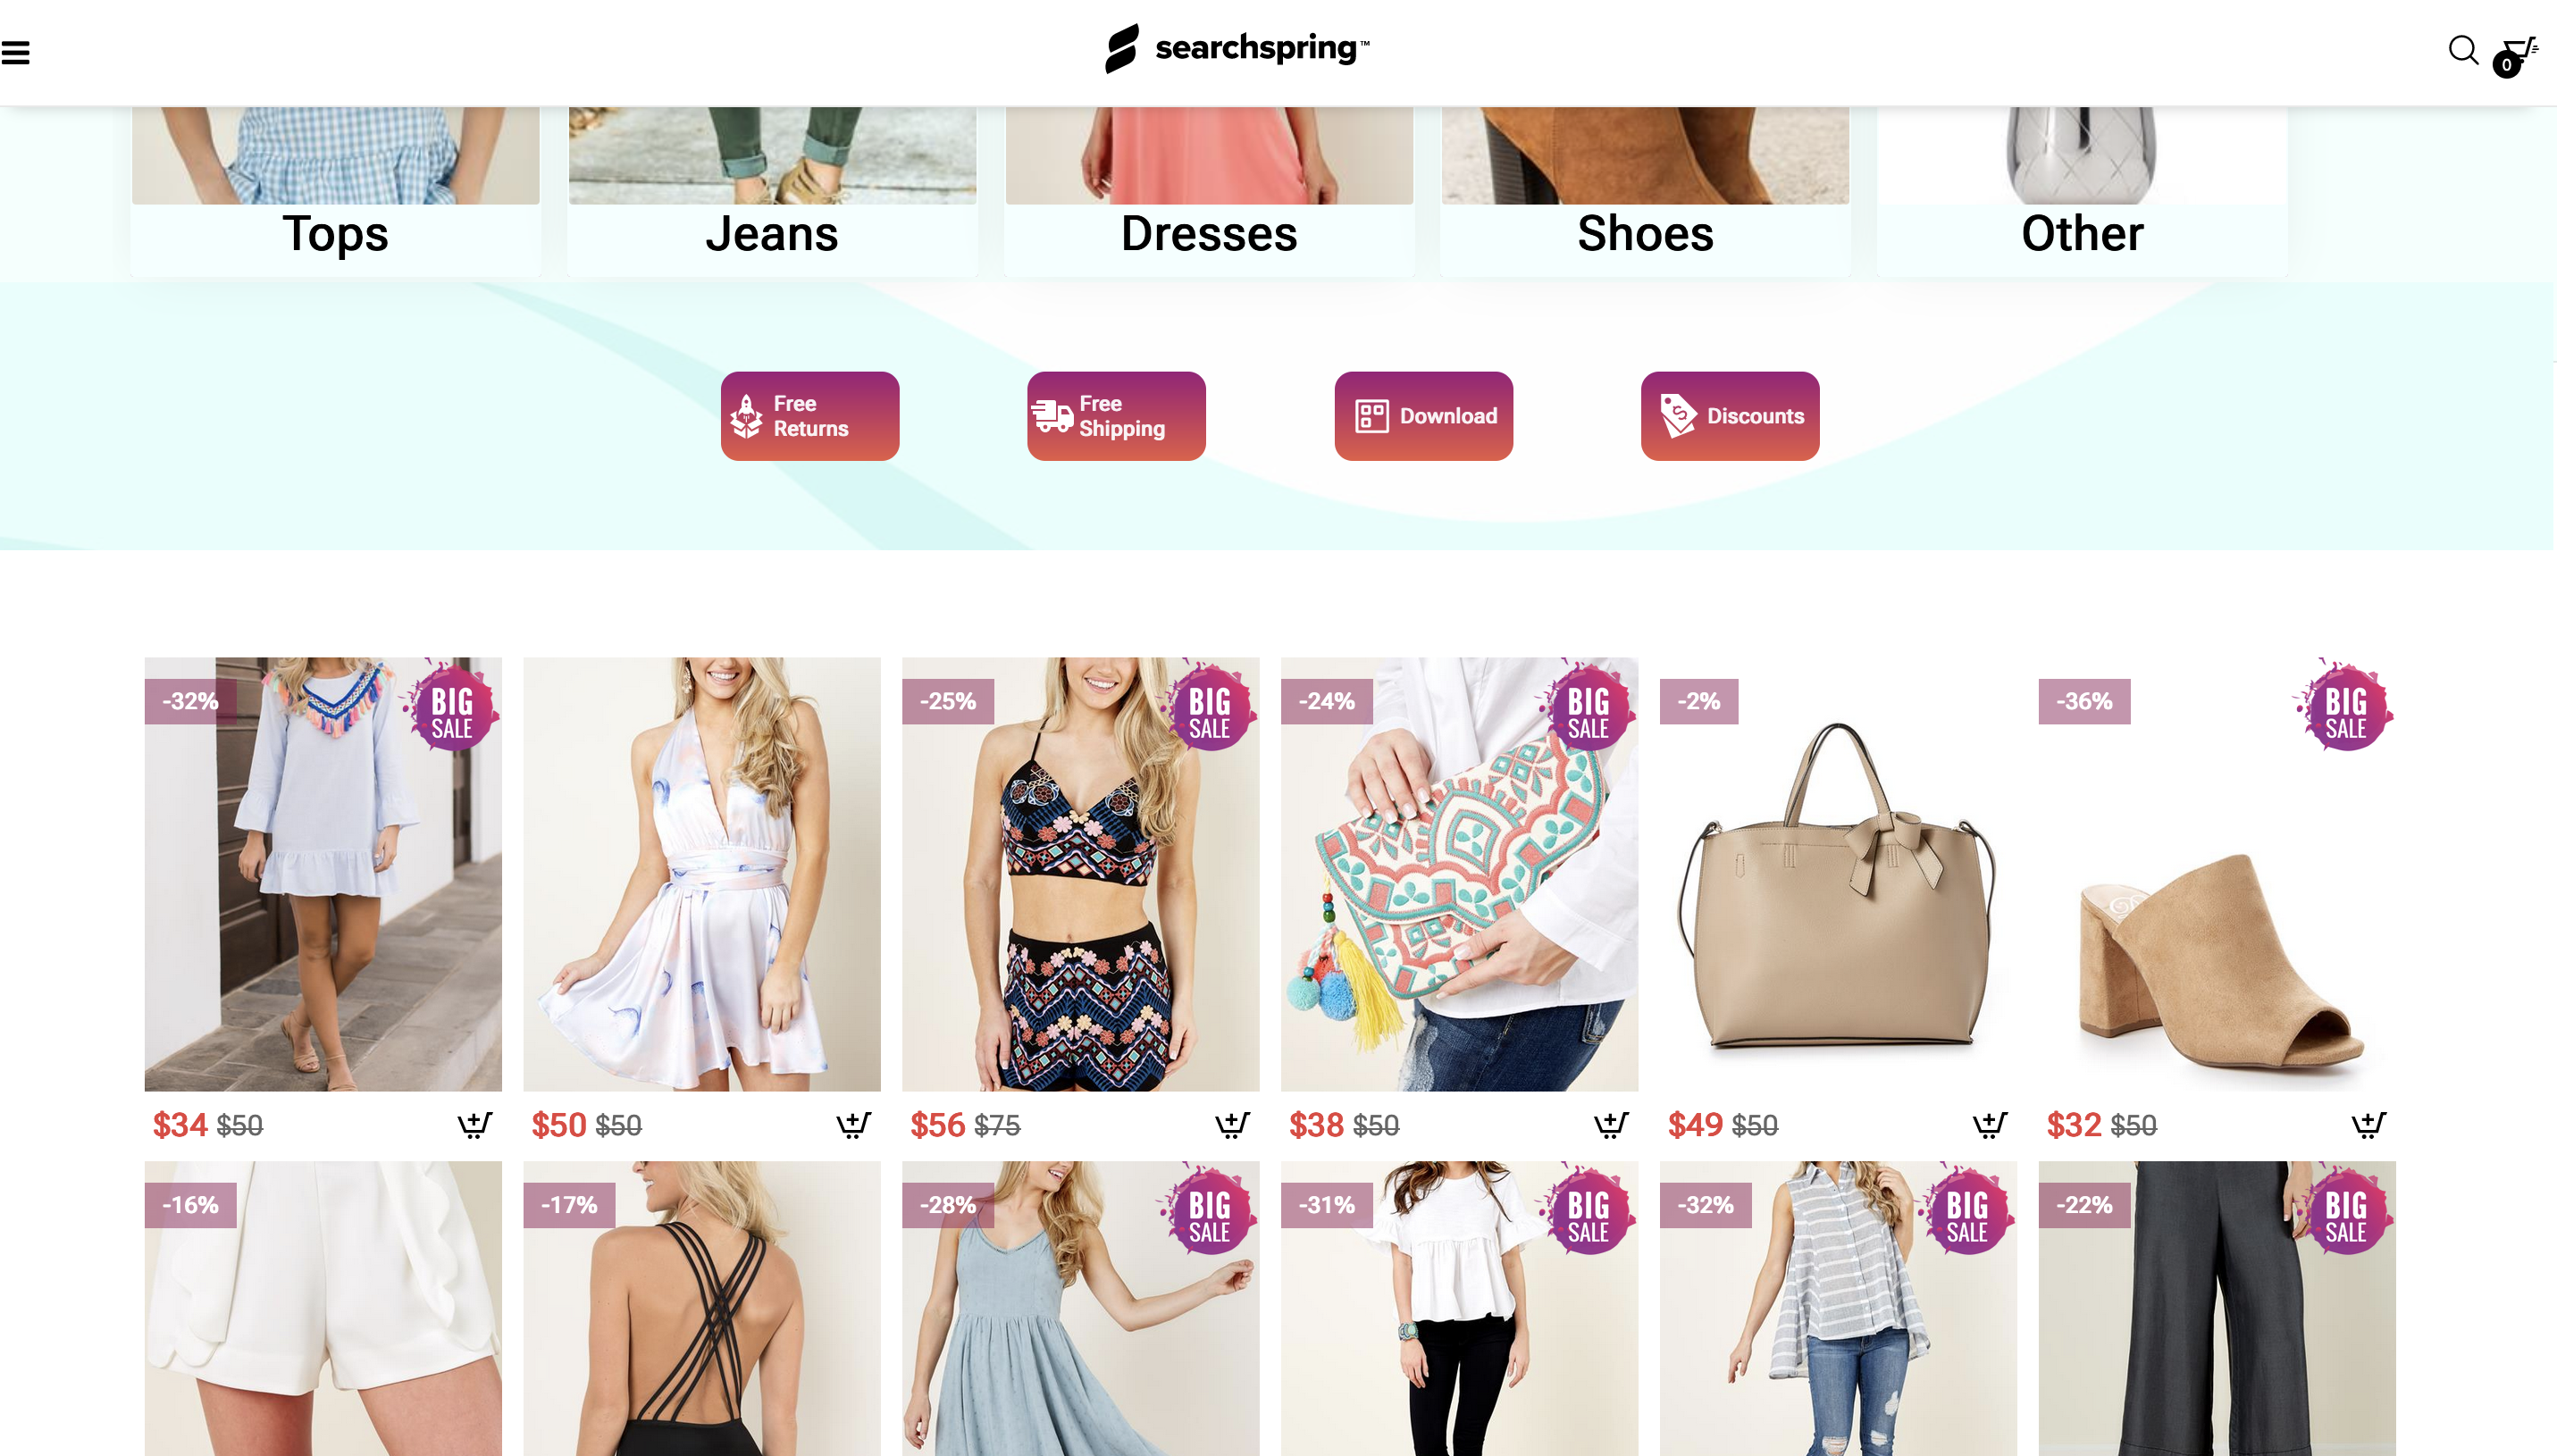 searchspring™
0
Tops
Jeans
Dresses
Shoes
Other
Free
Returns
Free
Shipping
Download
Discounts
-32%
BIG
SALE
-25%
BIG
SALE
-24%
BIG
SALE
-2%
-36%
BIG
SALE
$34 $50
$50 $50
$56 $75
$38 $50
$49 $50
$32 $50
-16%
-17%
-28%
BIG
SALE
-31%
BIG
SALE
-32%
BIG
SALE
-22%
BIG
SALE